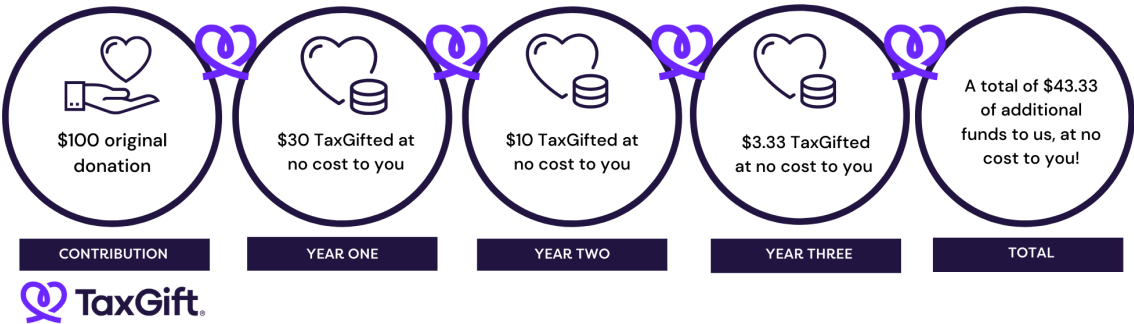 $100 original
donation
$30 TaxGifted at
no cost to you
$10 TaxGifted at
no cost to you
$3.33 TaxGifted
at no cost to you
A total of $43.33
of additional
funds to us, at no
cost to you!
CONTRIBUTION
YEAR ONE
YEAR TWO
YEAR THREE
TOTAL
TaxGift®